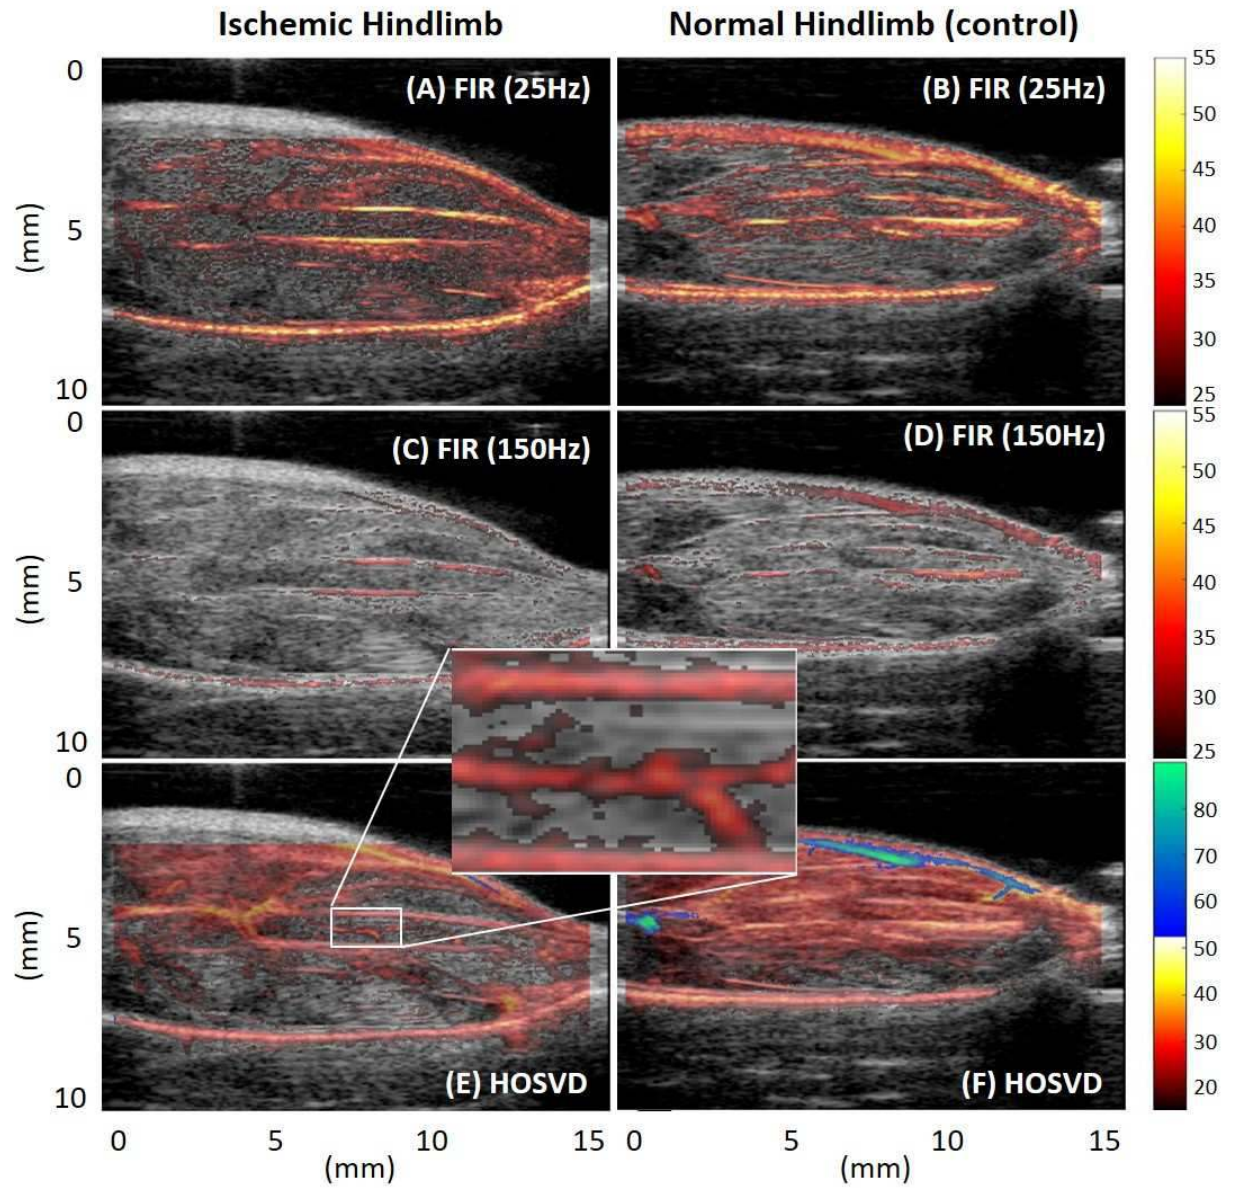 Ischemic Hindlimb
Normal Hindlimb (control)
0
(A) FIR (25Hz)
(B) FIR (25Hz)
55
50
45
40
35
30
25
5
(mm)
10
0
(C) FIR (150Hz)
(D) FIR (150Hz)
55
50
45
40
35
30
25
5
(mm)
10
0
(E) HOSVD
(F) HOSVD
80
70
60
50
40
30
20
5
(mm)
10
0 5 10 15
(mm)
0 5 10 15
(mm)